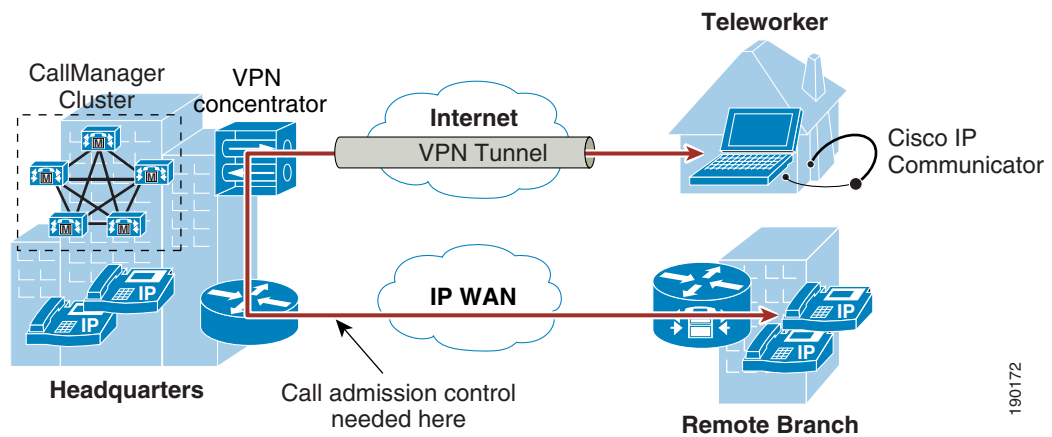 Teleworker
CallManager
Cluster
VPN
concentrator
Internet
VPN Tunnel
Cisco IP
Communicator
M
M
M
M
M
IP
IP
IP WAN
IP
IP
Headquarters
Call admission control
needed here
Remote Branch
190172